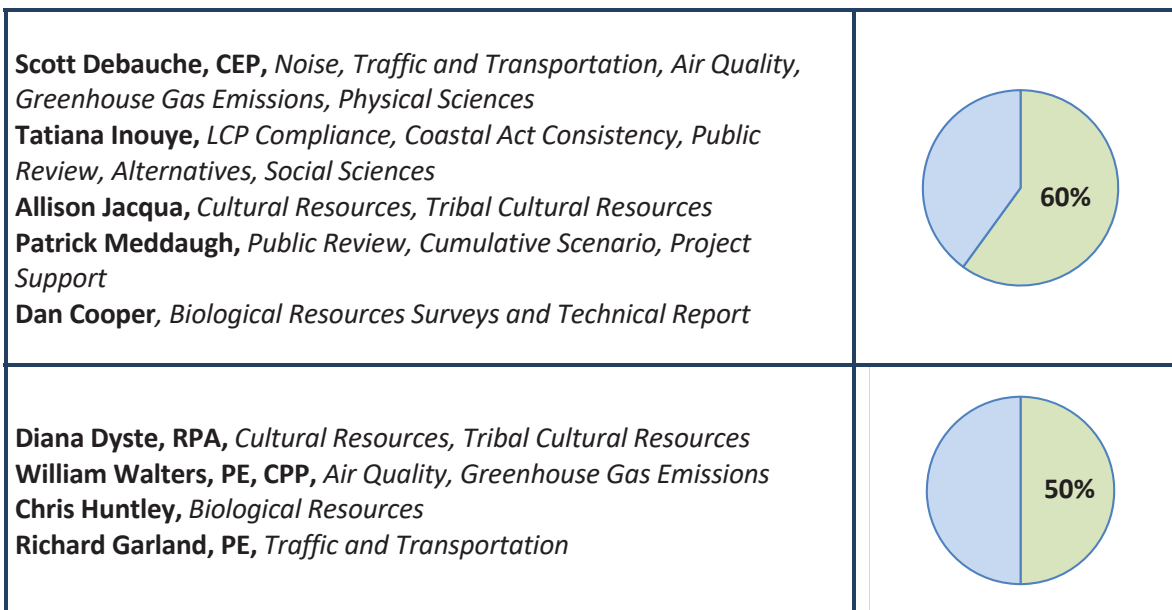 Scott Debauche, CEP, Noise, Traffic and Transportation, Air Quality,
Greenhouse Gas Emissions, Physical Sciences
Tatiana Inouye, LCP Compliance, Coastal Act Consistency, Public
Review, Alternatives, Social Sciences
Allison Jacqua, Cultural Resources, Tribal Cultural Resources
Patrick Meddaugh, Public Review, Cumulative Scenario, Project
Support
Dan Cooper, Biological Resources Surveys and Technical Report
60%
Diana Dyste, RPA, Cultural Resources, Tribal Cultural Resources
William Walters, PE, CPP, Air Quality, Greenhouse Gas Emissions
Chris Huntley, Biological Resources
Richard Garland, PE, Traffic and Transportation
50%